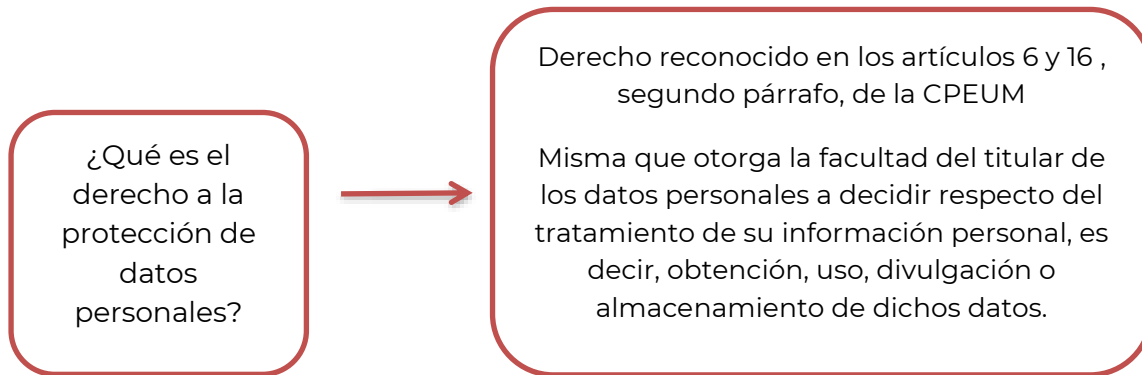 ¿Qué es el
derecho a la
protección de
datos
personales?
Derecho reconocido en los artículos 6 y 16 ,
segundo párrafo, de la CPEUM
Misma que otorga la facultad del titular de
los datos personales a decidir respecto del
tratamiento de su información personal, es
decir, obtención, uso, divulgación o
almacenamiento de dichos datos.